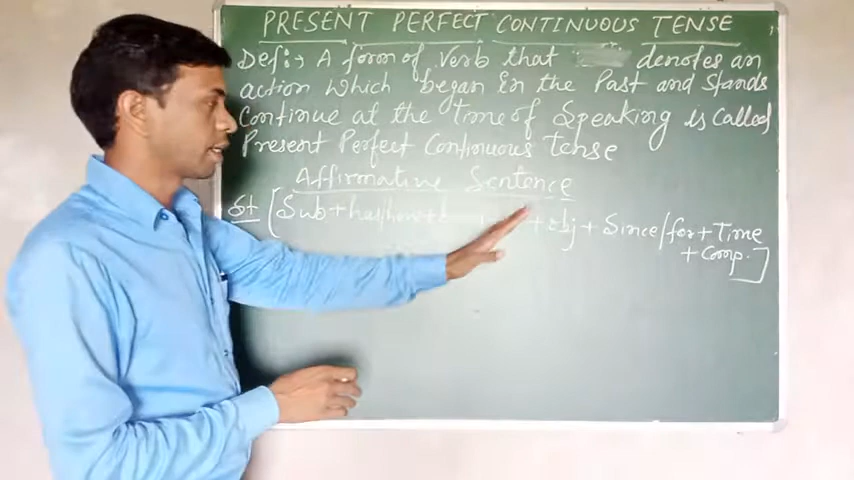 PRESENT PERFECT CONTINUOUS TENSE
Def:→ A form of verb that denotes an
action which began in the Past and stands
Continue at the time of Speaking is called
Present Perfect Continuous tense
Affirmative Sentence
St [Sub + has/have + + obj + Since/for + Time
+ Comp.]